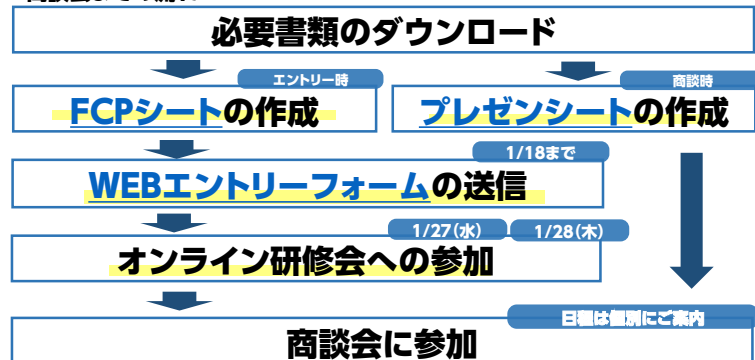 必要書類のダウンロード
エントリー時
商談時
FCPシートの作成
プレゼンシートの作成
1/18まで
WEBエントリーフォームの送信
1/27(水)
1/28(木)
オンライン研修会への参加
日程は個別にご案内
商談会に参加